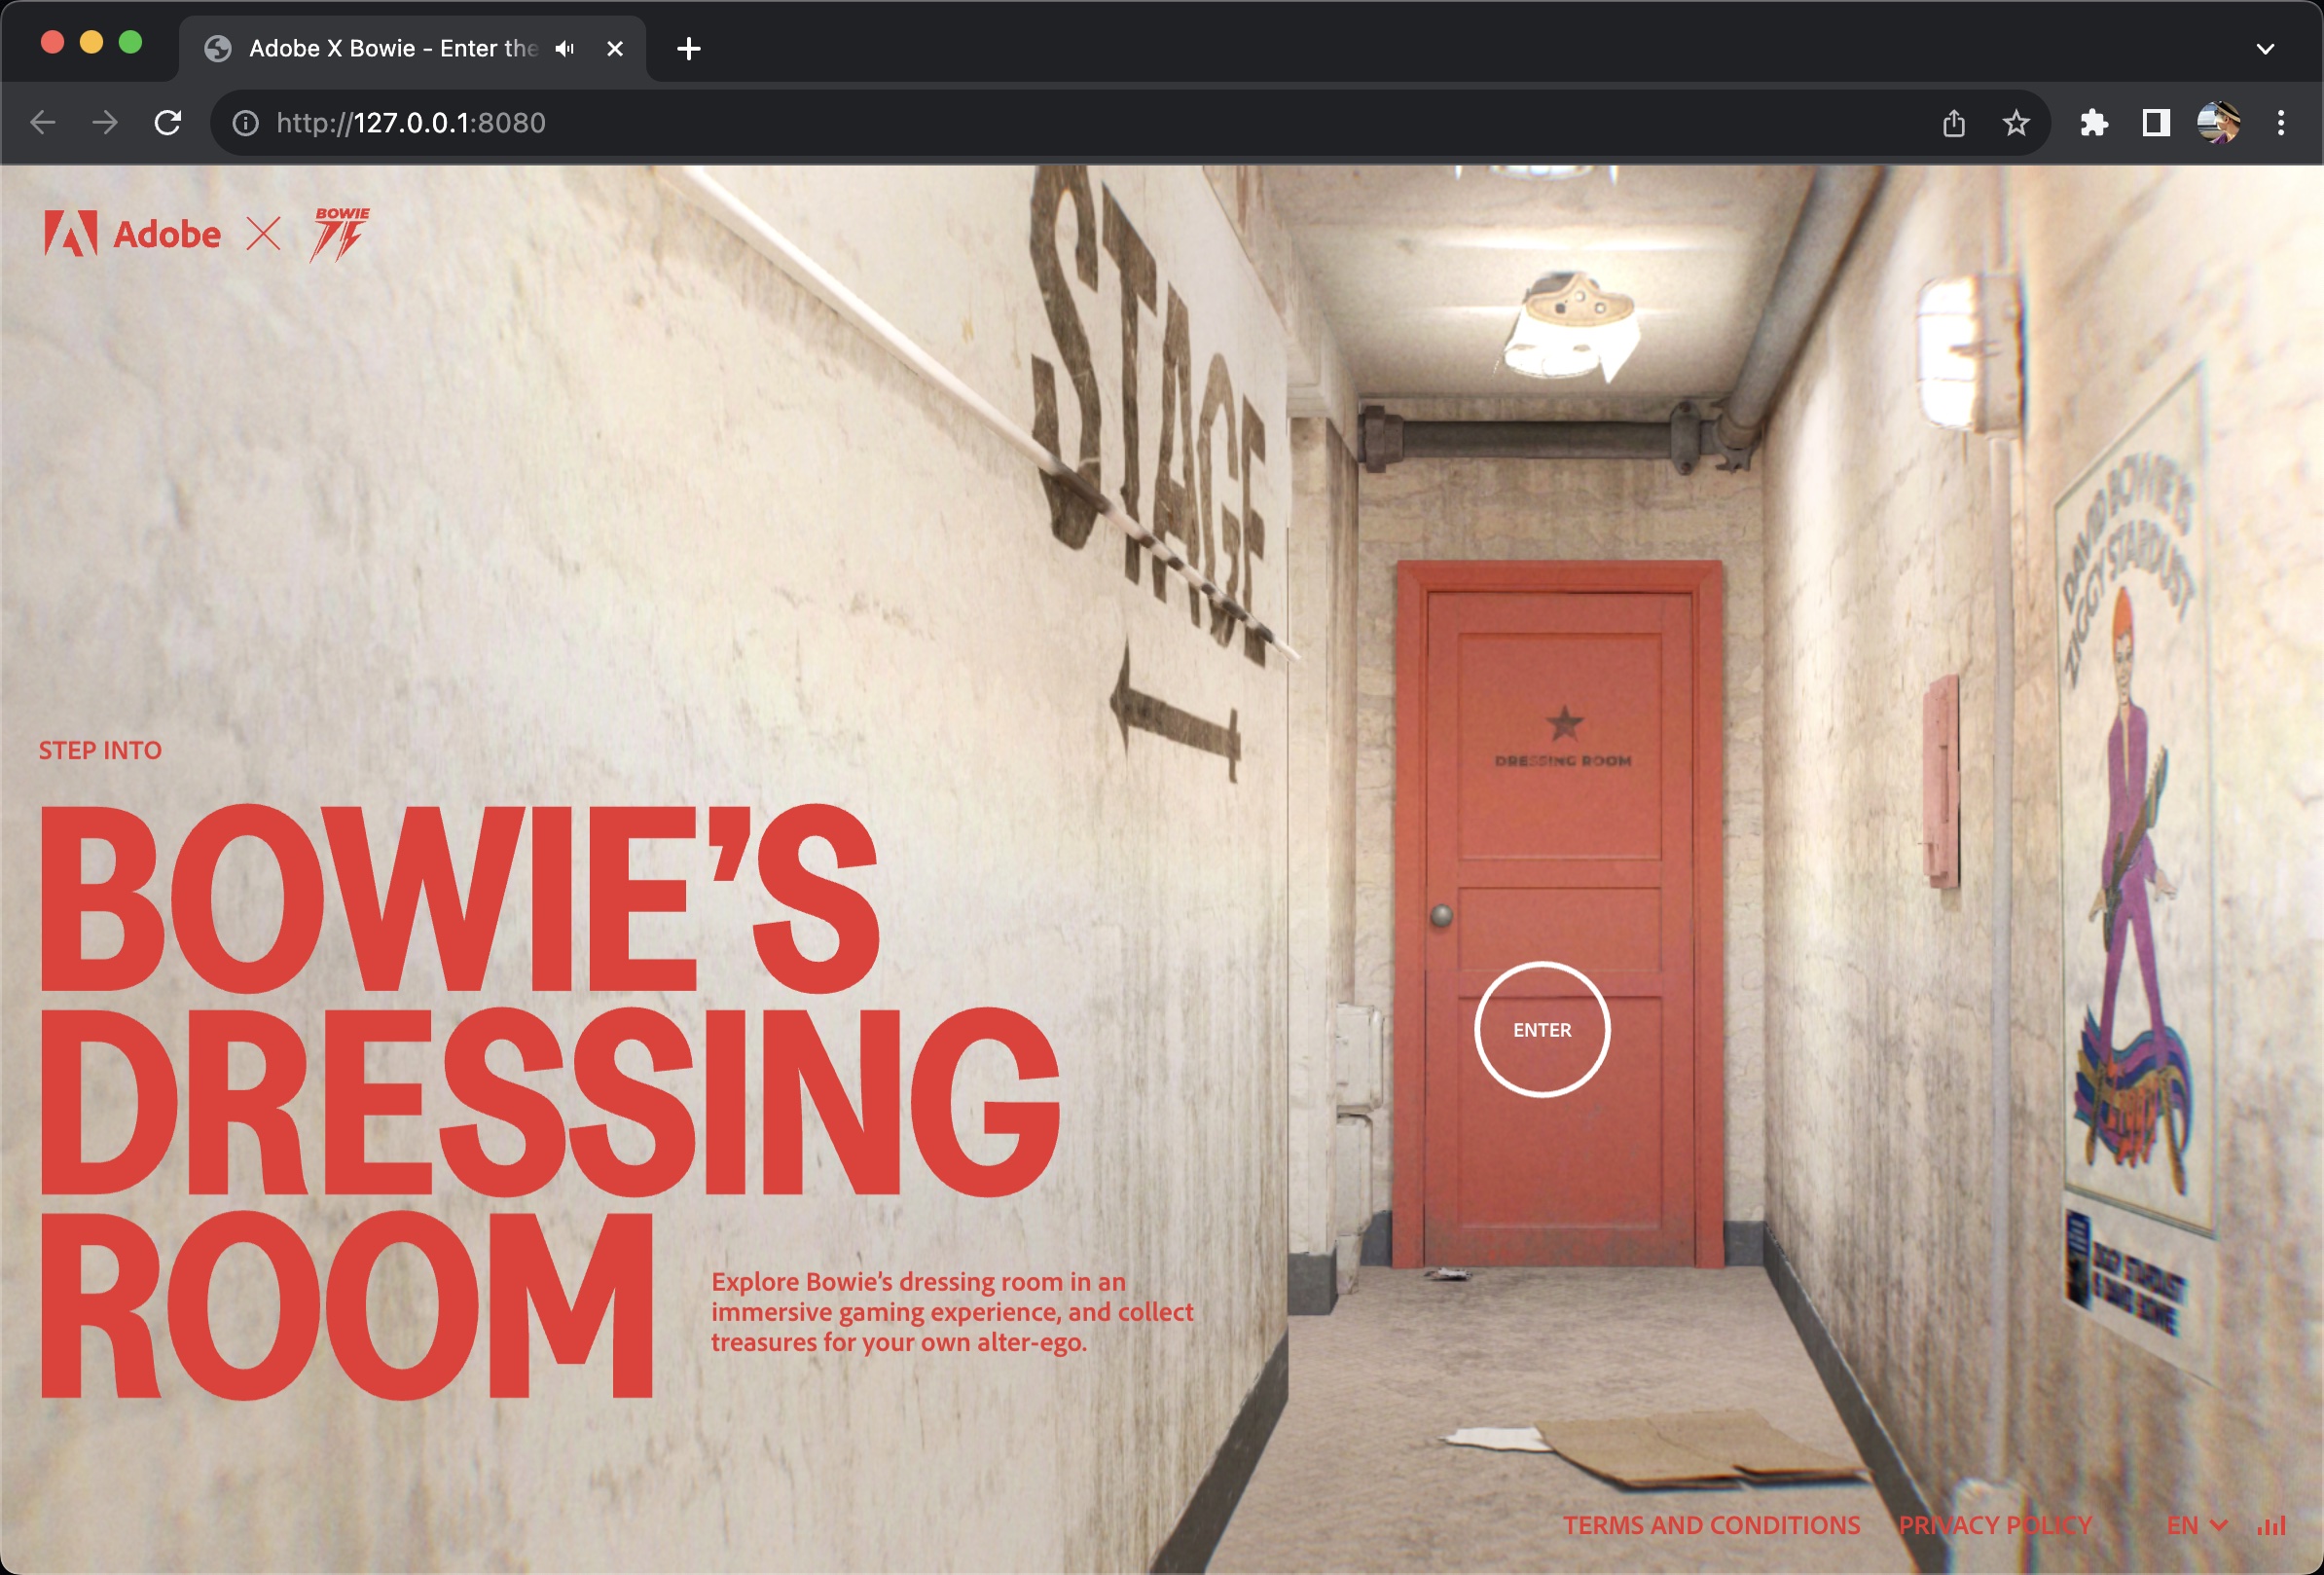 Adobe X Bowie - Enter the
http://127.0.0.1:8080
Adobe
BOWIE
75
STAGE
DAVID BOWIE IS
ZIGGY STARDUST
DRESSING ROOM
STEP INTO
BOWIE’S
DRESSING
ROOM
ENTER
Explore Bowie’s dressing room in an
immersive gaming experience, and collect
treasures for your own alter-ego.
TERMS AND CONDITIONS
PRIVACY POLICY
EN